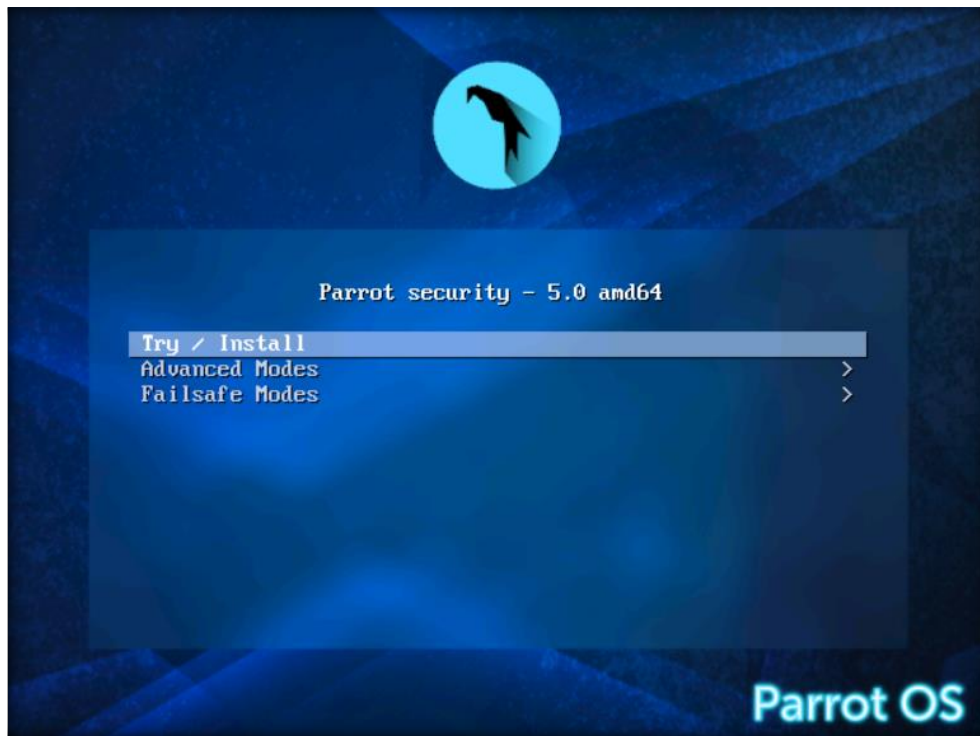 Parrot security - 5.0 amd64
Try / Install
Advanced Modes >
Failsafe Modes >
Parrot OS